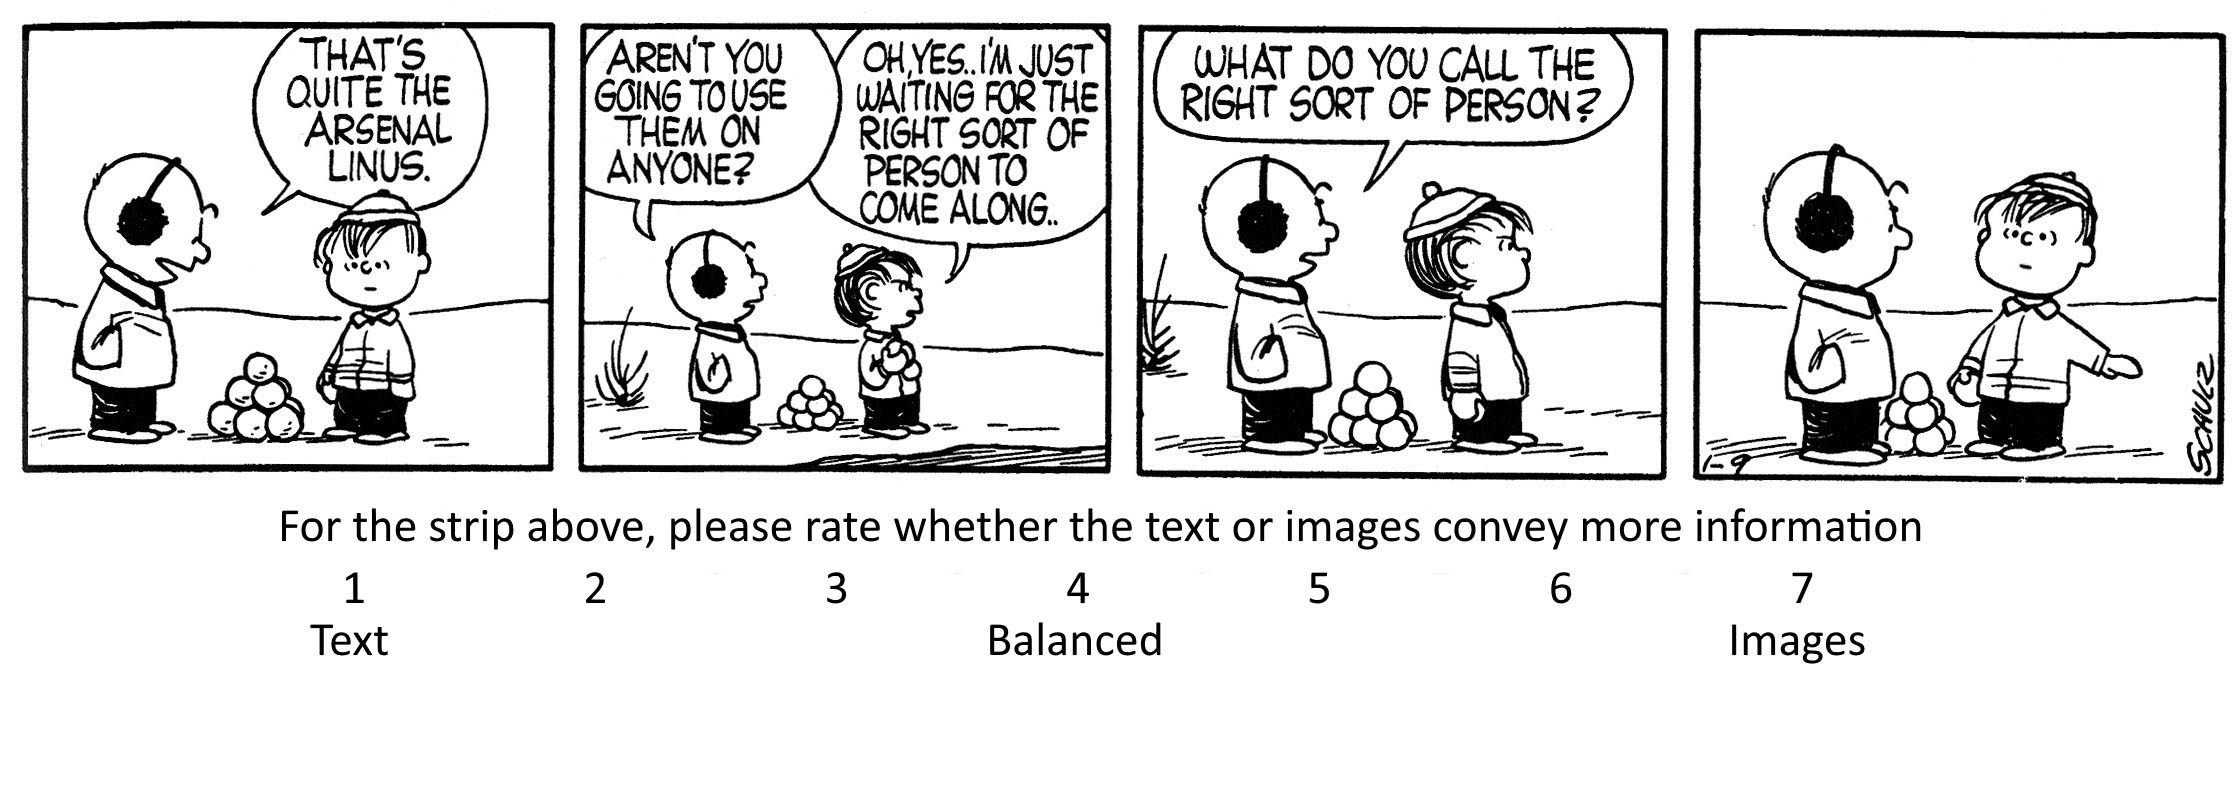 THAT'S
QUITE THE
ARSENAL
LINUS.
AREN'T YOU
GOING TO USE
THEM ON
ANYONE?
OH, YES.. I'M JUST
WAITING FOR THE
RIGHT SORT OF
PERSON TO
COME ALONG..
WHAT DO YOU CALL THE
RIGHT SORT OF PERSON?
1-9
SCHULZ
For the strip above, please rate whether the text or images convey more information
1 2 3 4 5 6 7
Text Balanced Images